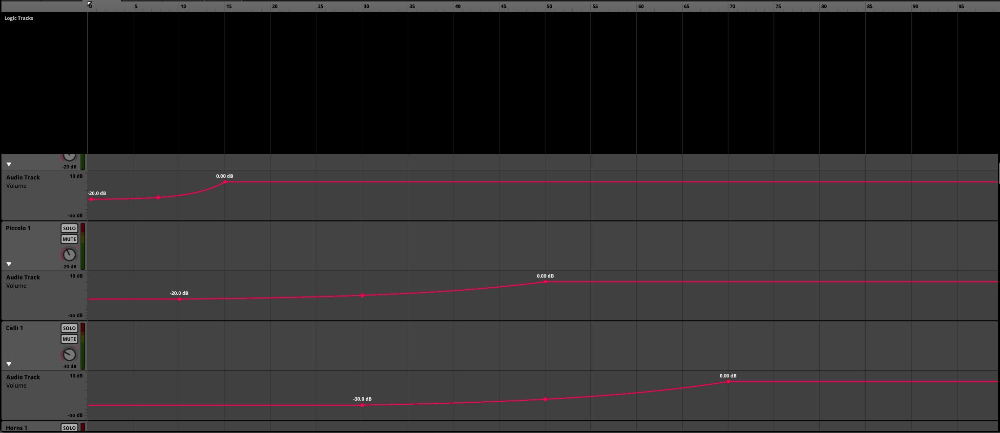 0 5 10 15 20 25 30 35 40 45 50 55 60 65 70 75 80 85 90 95
Logic Tracks
-20 dB
Audio Track 10 dB
Volume
-oo dB
0.00 dB
-20.0 dB
Piccolo 1 SOLO
MUTE
-20 dB
Audio Track 10 dB
Volume
-oo dB
0.00 dB
-20.0 dB
Celli 1 SOLO
MUTE
-30 dB
Audio Track 10 dB
Volume
-oo dB
0.00 dB
-30.0 dB
Horns 1 SOLO